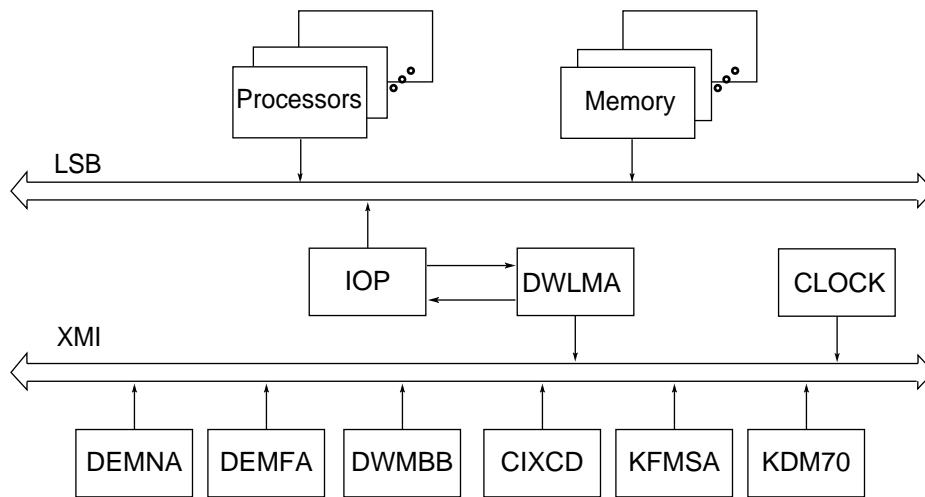 Processors
Memory
LSB
IOP
DWLMA
CLOCK
XMI
DEMNA
DEMFA
DWMBB
CIXCD
KFMSA
KDM70